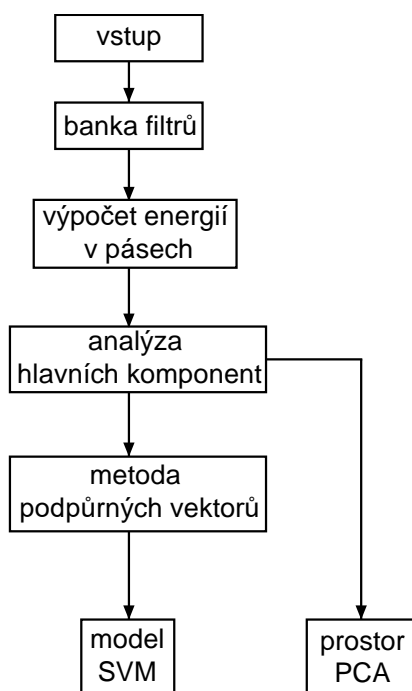 vstup
banka filtrů
výpočet energií
v pásech
analýza
hlavních komponent
metoda
podpůrných vektorů
model
SVM
prostor
PCA